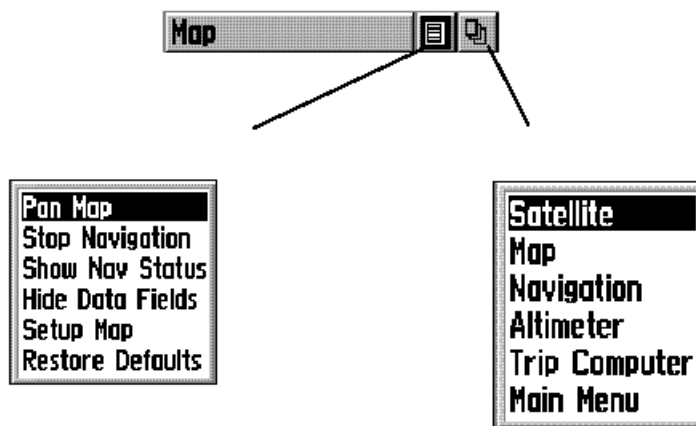 Map
Pan Map
Stop Navigation
Show Nav Status
Hide Data Fields
Setup Map
Restore Defaults
Satellite
Map
Navigation
Altimeter
Trip Computer
Main Menu